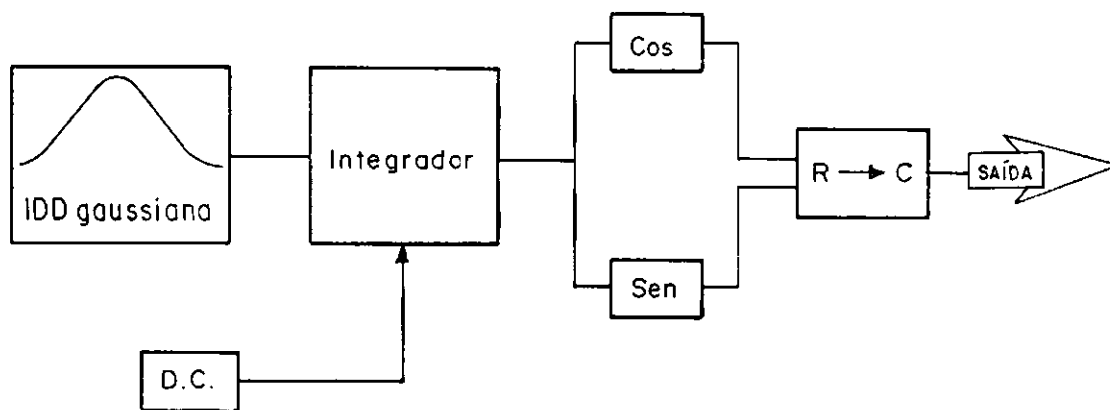 Cos
IDD gaussiana
Integrador
R → C
SAÍDA
Sen
D.C.